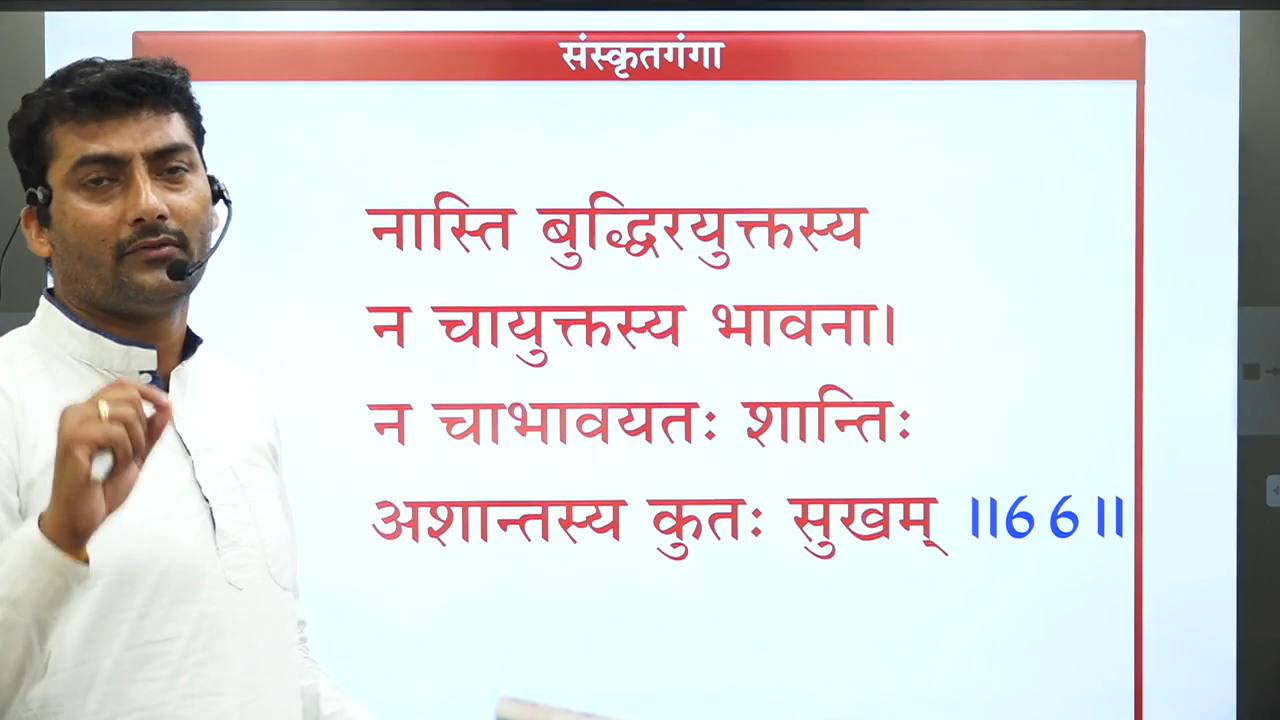 संस्कृतगंगा
नास्ति बुद्धिरयुक्तस्य
न चायुक्तस्य भावना।
न चाभावयतः शान्तिः
अशान्तस्य कुतः सुखम् ॥66॥